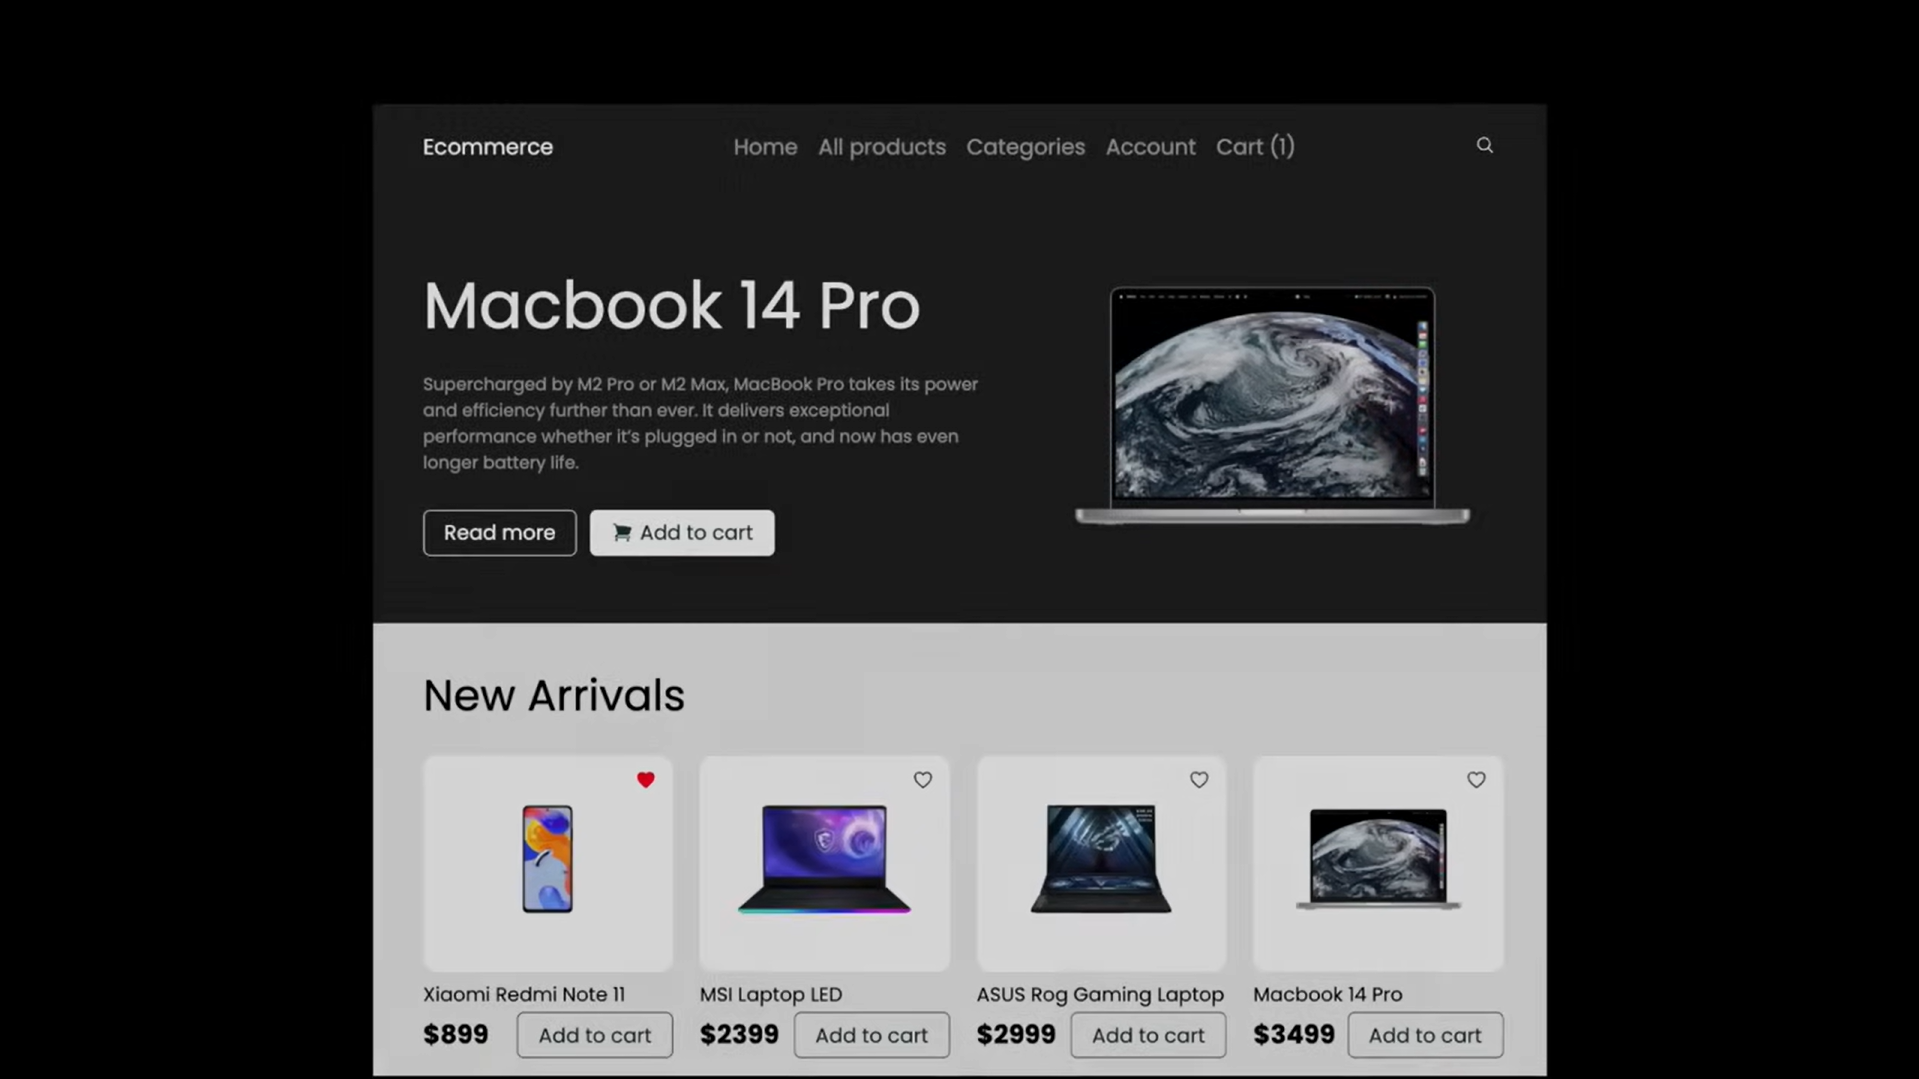 Ecommerce
Home All products Categories Account Cart (1)
Macbook 14 Pro
Supercharged by M2 Pro or M2 Max, MacBook Pro takes its power
and efficiency further than ever. It delivers exceptional
performance whether it’s plugged in or not, and now has even
longer battery life.
Read more
Add to cart
New Arrivals
Xiaomi Redmi Note 11
$899 Add to cart
MSI Laptop LED
$2399 Add to cart
ASUS Rog Gaming Laptop
$2999 Add to cart
Macbook 14 Pro
$3499 Add to cart